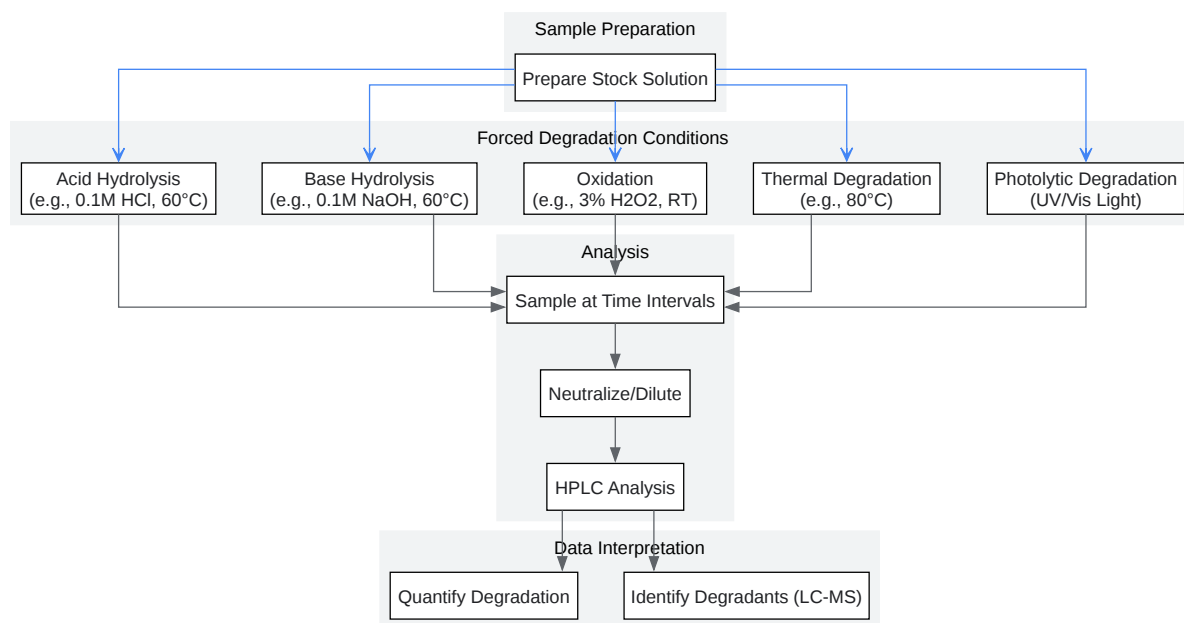 Sample Preparation
Prepare Stock Solution
Forced Degradation Conditions
Acid Hydrolysis
(e.g., 0.1M HCl, 60°C)
Base Hydrolysis
(e.g., 0.1M NaOH, 60°C)
Oxidation
(e.g., 3% H2O2, RT)
Thermal Degradation
(e.g., 80°C)
Photolytic Degradation
(UV/Vis Light)
Analysis
Sample at Time Intervals
Neutralize/Dilute
HPLC Analysis
Data Interpretation
Quantify Degradation
Identify Degradants (LC-MS)